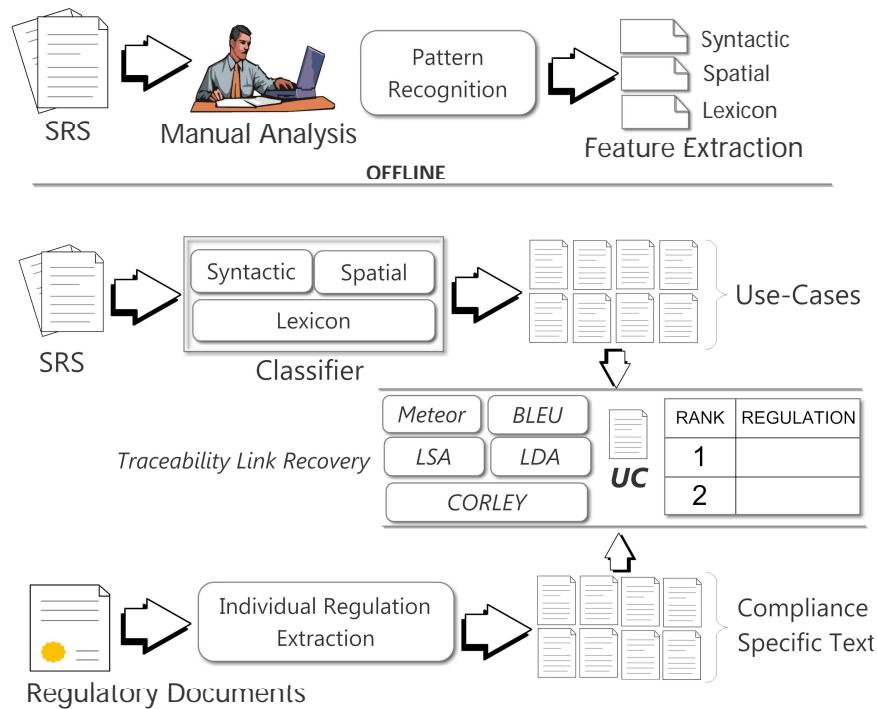 Pattern
Recognition
Syntactic
Spatial
Lexicon
SRS
Manual Analysis
Feature Extraction
OFFLINE
Syntactic
Spatial
Lexicon
SRS
Classifier
Use-Cases
Traceability Link Recovery
Meteor
BLEU
LSA
LDA
CORLEY
UC
RANK
REGULATION
1
2
Individual Regulation
Extraction
Compliance
Specific Text
Regulatory Documents